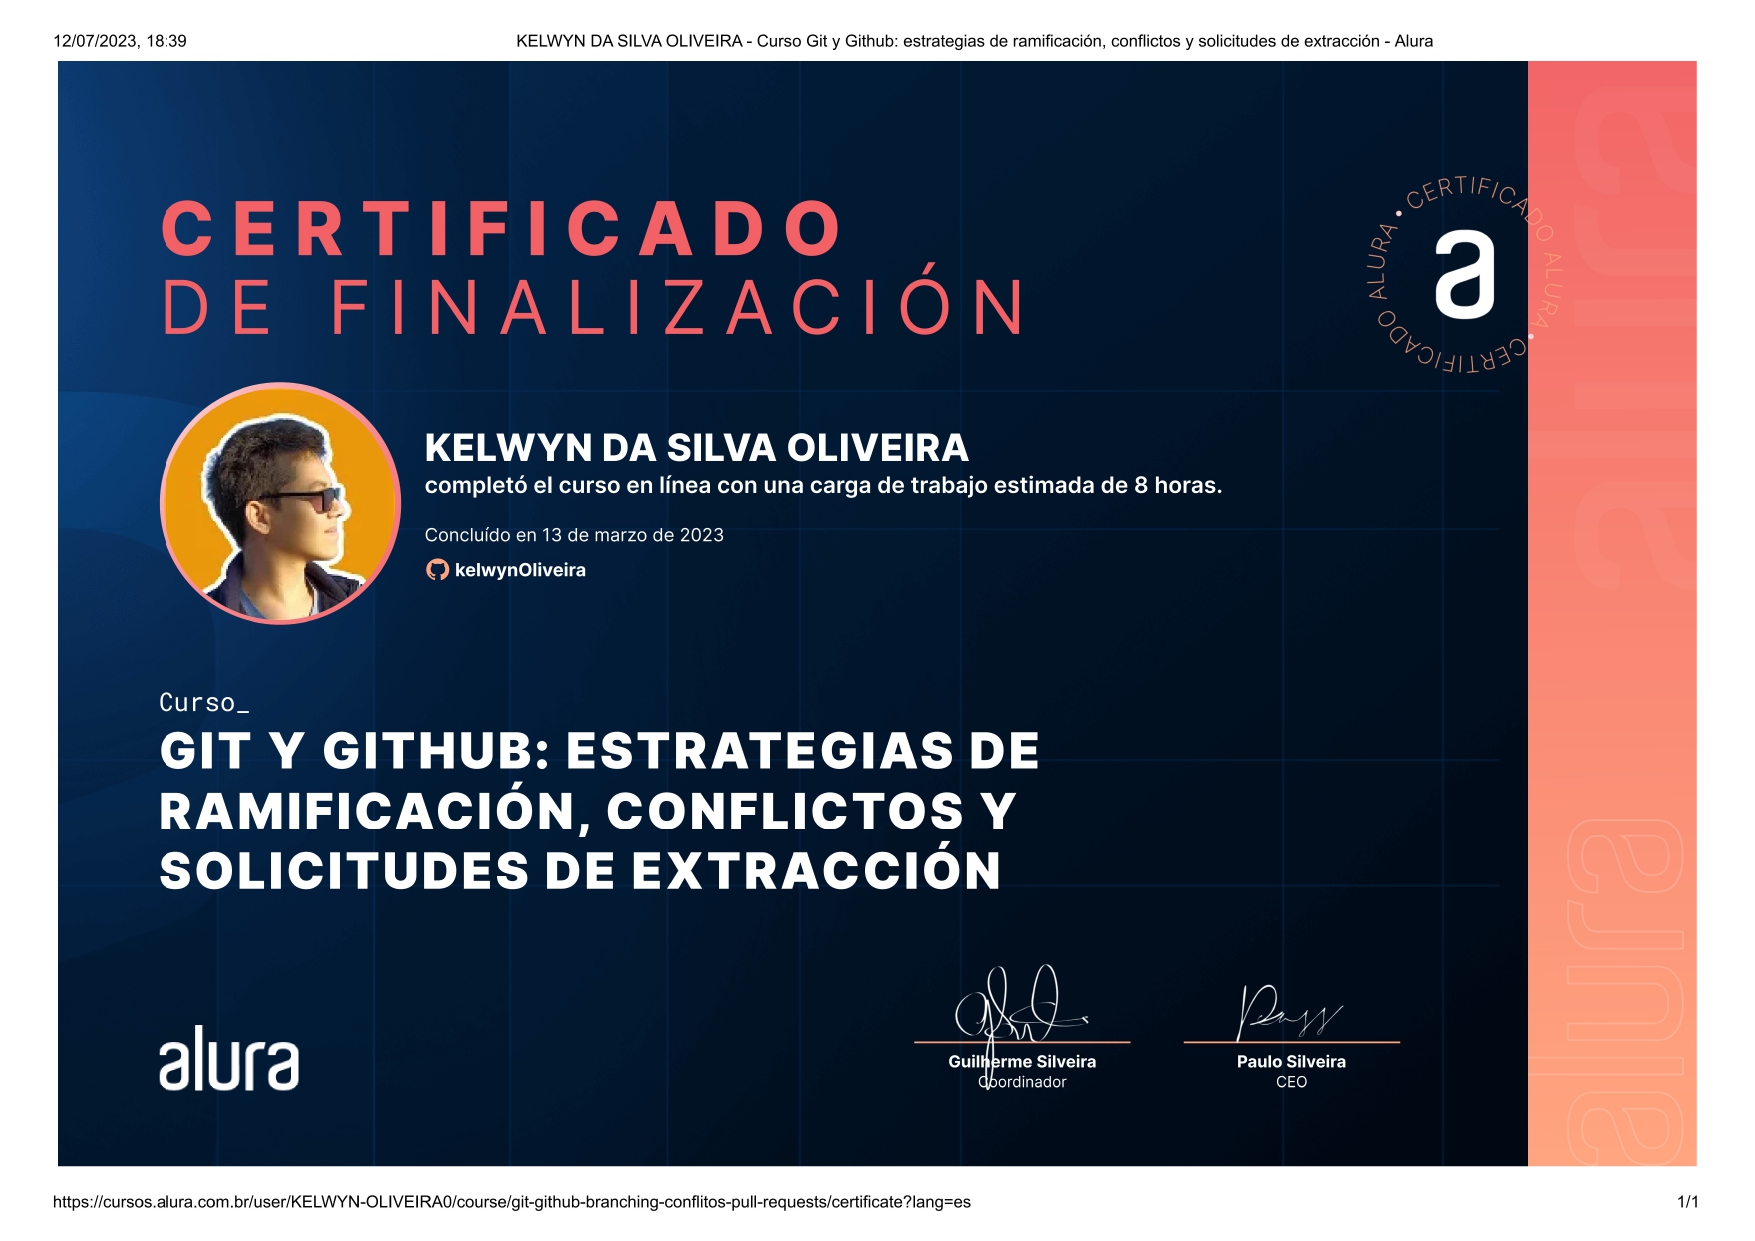 12/07/2023, 18:39
KELWYN DA SILVA OLIVEIRA - Curso Git y Github: estrategias de ramificación, conflictos y solicitudes de extracción - Alura
CERTIFICADO
DE FINALIZACIÓN
CERTIFICADO ALURA • CERTIFICADO ALURA •
a
KELWYN DA SILVA OLIVEIRA
completó el curso en línea con una carga de trabajo estimada de 8 horas.
Concluído en 13 de marzo de 2023
kelwynOliveira
Curso_
GIT Y GITHUB: ESTRATEGIAS DE
RAMIFICACIÓN, CONFLICTOS Y
SOLICITUDES DE EXTRACCIÓN
alura
Guilherme Silveira
Coordinador
Paulo Silveira
CEO
alura
alura
https://cursos.alura.com.br/user/KELWYN-OLIVEIRA0/course/git-github-branching-conflitos-pull-requests/certificate?lang=es
1/1